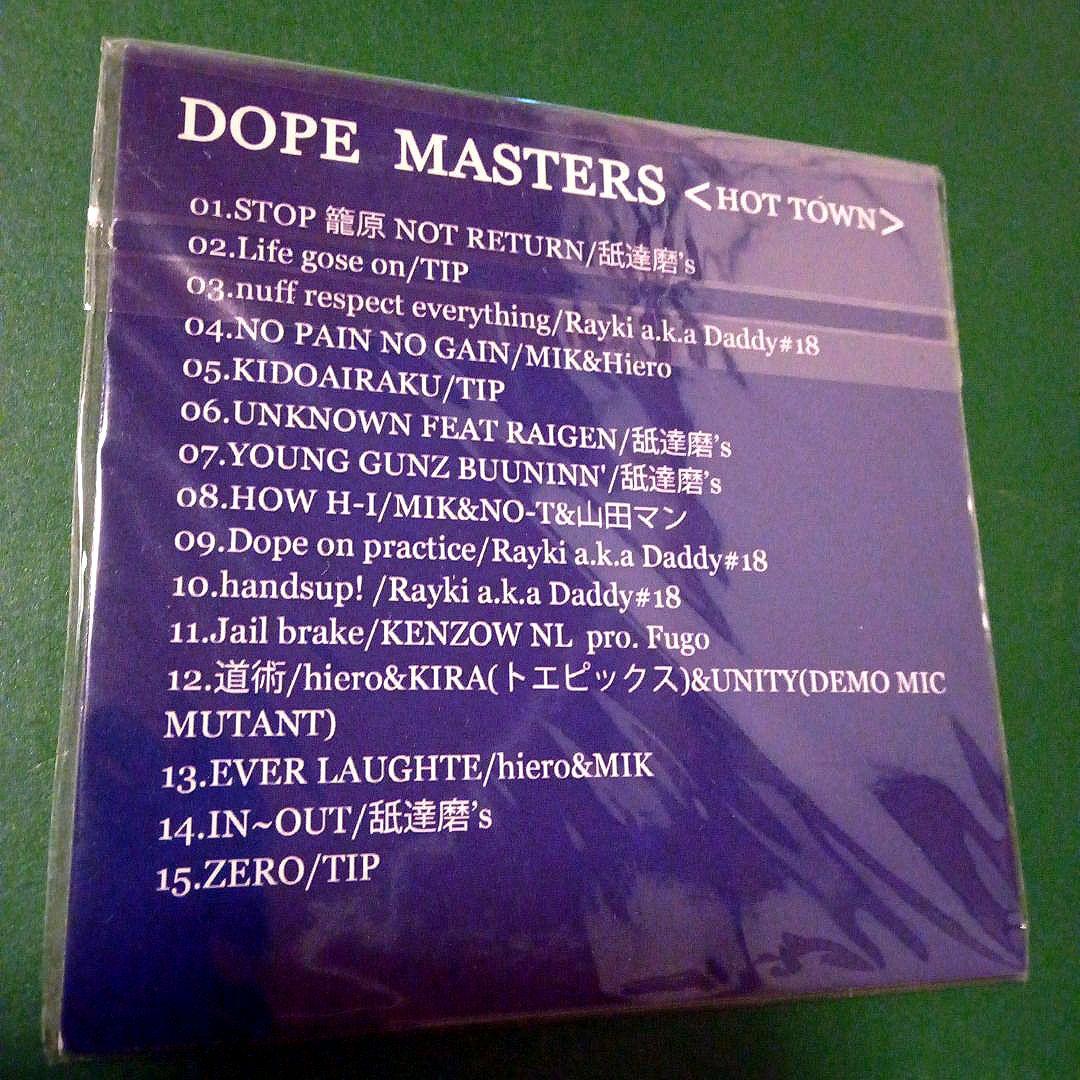 DOPE MASTERS <HOT TOWN>
01.STOP 籠原 NOT RETURN/舐達磨's
02.Life gose on/TIP
03.nuff respect everything/Rayki a.k.a Daddy#18
04.NO PAIN NO GAIN/MIK&Hiero
05.KIDOAIRAKU/TIP
06.UNKNOWN FEAT RAIGEN/舐達磨's
07.YOUNG GUNZ BUUNINN'/舐達磨's
08.HOW H-I/MIK&NO-T&山田マン
09.Dope on practice/Rayki a.k.a Daddy#18
10.handsup! /Rayki a.k.a Daddy#18
11.Jail brake/KENZOW NL pro. Fugo
12.道術/hiero&KIRA(トエピックス)&UNITY(DEMO MIC
MUTANT)
13.EVER LAUGHTE/hiero&MIK
14.IN~OUT/舐達磨's
15.ZERO/TIP